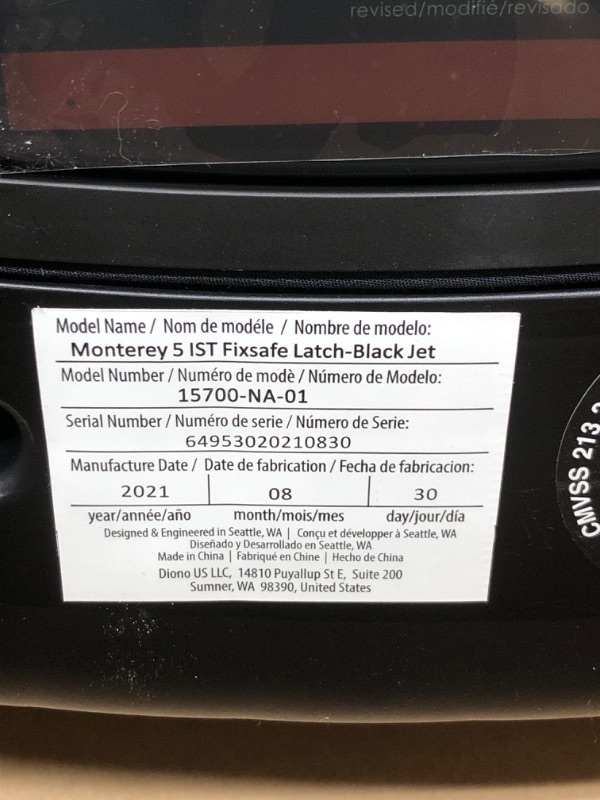 revised/modifié/revisado
Model Name / Nom de modéle / Nombre de modelo:
Monterey 5 IST Fixsafe Latch-Black Jet
Model Number / Numéro de modè / Número de Modelo:
15700-NA-01
Serial Number / Numéro de serie / Número de Serie:
64953020210830
Manufacture Date / Date de fabrication / Fecha de fabricacion:
2021 | 08 | 30
year/année/año month/mois/mes day/jour/día
Designed & Engineered in Seattle, WA | Conçu et développer à Seattle, WA
Diseñado y Desarrollado en Seattle, WA
Made in China | Fabriqué en Chine | Hecho de China
Diono US LLC, 14810 Puyallup St E, Suite 200
Sumner, WA 98390, United States
CMVSS 213